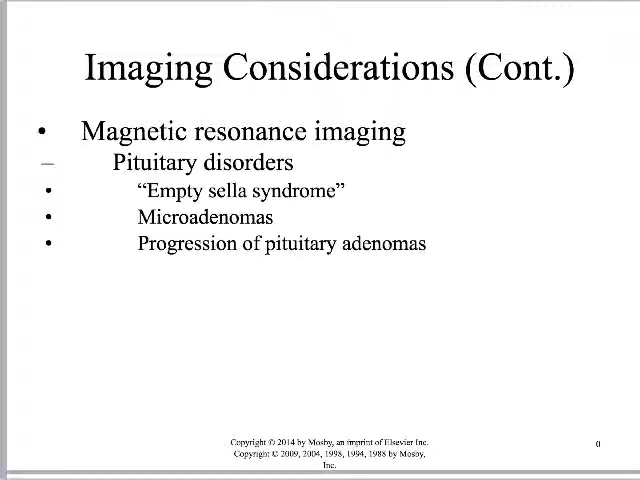 Imaging Considerations (Cont.)
• Magnetic resonance imaging
– Pituitary disorders
• “Empty sella syndrome”
• Microadenomas
• Progression of pituitary adenomas
Copyright © 2014 by Mosby, an imprint of Elsevier Inc.
Copyright © 2009, 2004, 1998, 1994, 1988 by Mosby,
Inc.
0